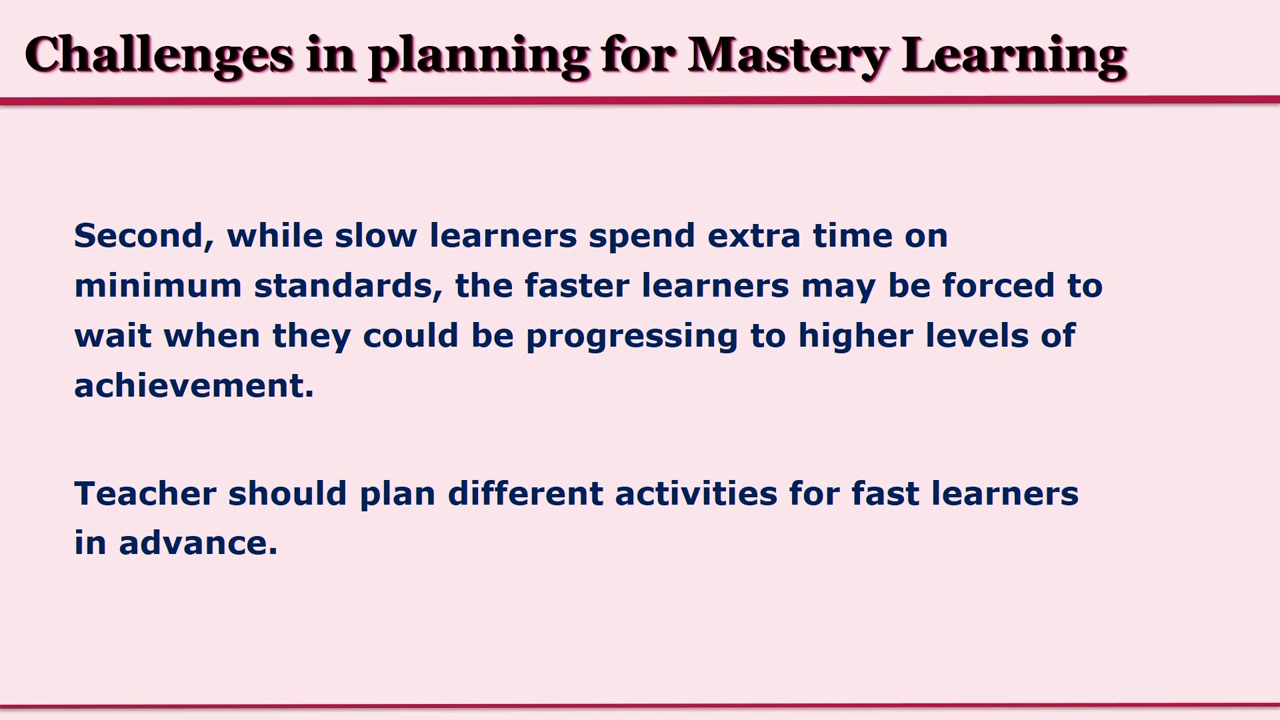 Challenges in planning for Mastery Learning
Second, while slow learners spend extra time on
minimum standards, the faster learners may be forced to
wait when they could be progressing to higher levels of
achievement.
Teacher should plan different activities for fast learners
in advance.